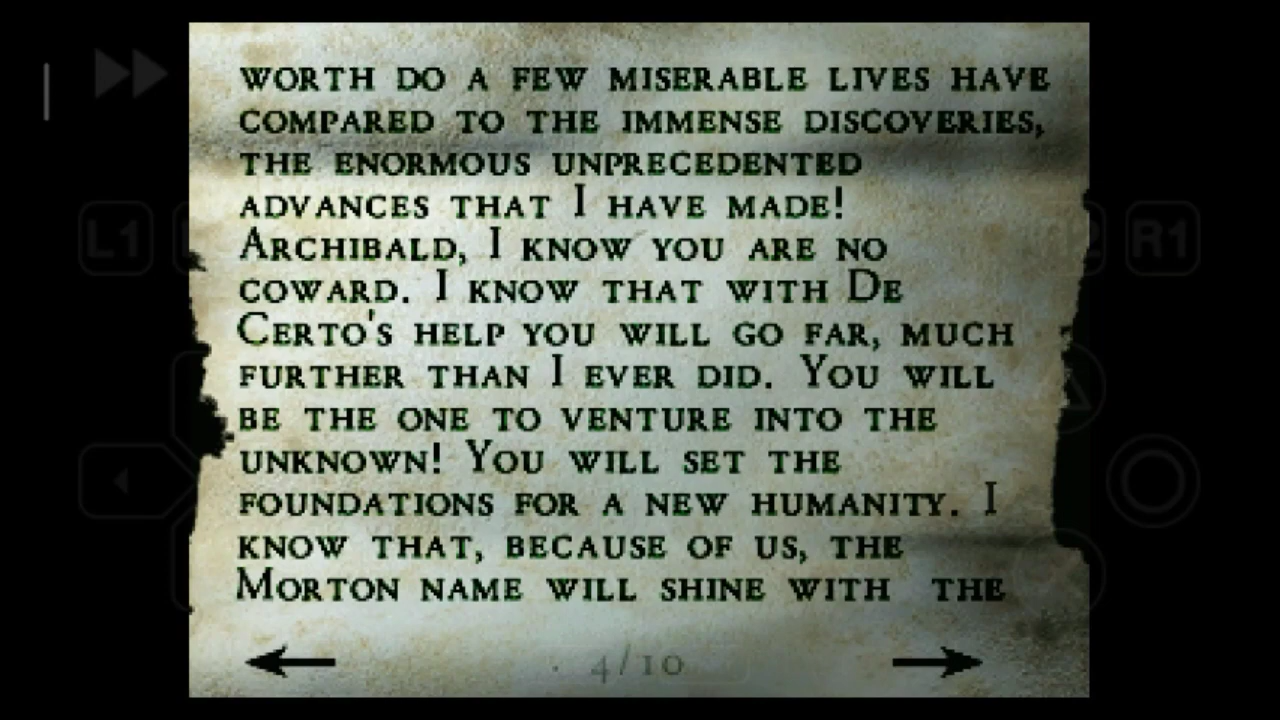 WORTH DO A FEW MISERABLE LIVES HAVE
COMPARED TO THE IMMENSE DISCOVERIES,
THE ENORMOUS UNPRECEDENTED
ADVANCES THAT I HAVE MADE!
ARCHIBALD, I KNOW YOU ARE NO
COWARD. I KNOW THAT WITH DE
CERTO'S HELP YOU WILL GO FAR, MUCH
FURTHER THAN I EVER DID. YOU WILL
BE THE ONE TO VENTURE INTO THE
UNKNOWN! YOU WILL SET THE
FOUNDATIONS FOR A NEW HUMANITY. I
KNOW THAT, BECAUSE OF US, THE
MORTON NAME WILL SHINE WITH THE
4/10
L1
R1